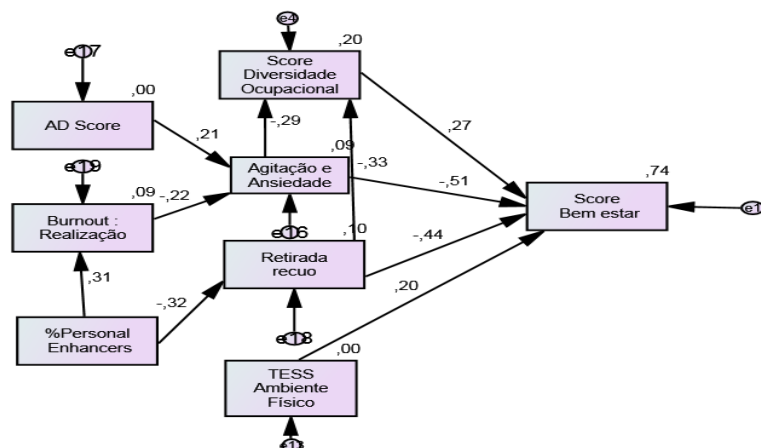 e4
,20
Score
Diversidade
Ocupacional
e17
,00
AD Score
,21
-,29
,27
e19
,09
-,33
Agitação e
Ansiedade
-,51
,74
Score
Bem estar
e1
,09
-,22
Burnout :
Realização
e16
,10
Retirada
recuo
-,44
,31
-,32
,20
%Personal
Enhancers
e18
,00
TESS
Ambiente
Físico